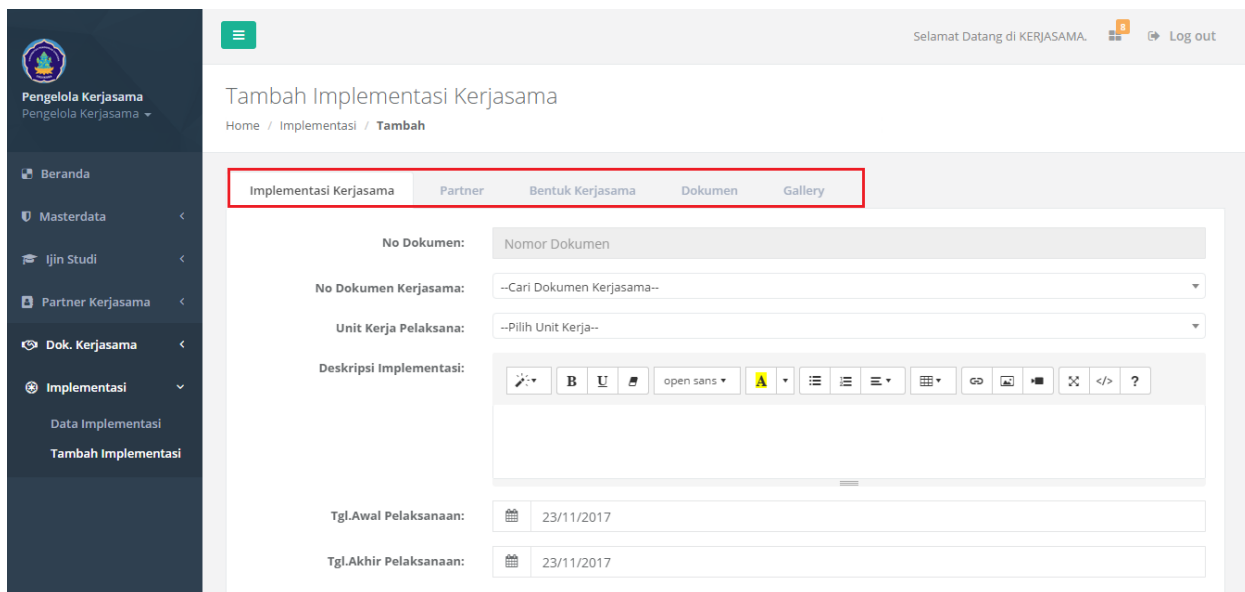 Selamat Datang di KERJASAMA.
8
Log out
Pengelola Kerjasama
Pengelola Kerjasama
Tambah Implementasi Kerjasama
Home / Implementasi / Tambah
Beranda
Masterdata
Ijin Studi
Partner Kerjasama
Dok. Kerjasama
Implementasi
Data Implementasi
Tambah Implementasi
Implementasi Kerjasama Partner Bentuk Kerjasama Dokumen Gallery
No Dokumen: Nomor Dokumen
No Dokumen Kerjasama: --Cari Dokumen Kerjasama--
Unit Kerja Pelaksana: --Pilih Unit Kerja--
Deskripsi Implementasi:
B U open sans A </> ?
Tgl.Awal Pelaksanaan: 23/11/2017
Tgl.Akhir Pelaksanaan: 23/11/2017